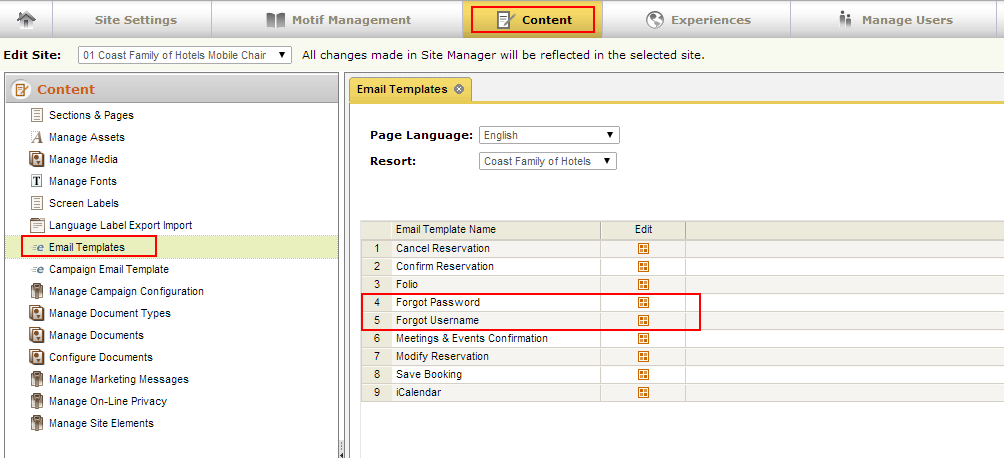 Site Settings Motif Management Content Experiences Manage Users
Edit Site: 01 Coast Family of Hotels Mobile Chair All changes made in Site Manager will be reflected in the selected site.
Content
Sections & Pages
Manage Assets
Manage Media
Manage Fonts
Screen Labels
Language Label Export Import
Email Templates
Campaign Email Template
Manage Campaign Configuration
Manage Document Types
Manage Documents
Configure Documents
Manage Marketing Messages
Manage On-Line Privacy
Manage Site Elements
Email Templates
Page Language: English
Resort: Coast Family of Hotels
Email Template Name Edit
1 Cancel Reservation
2 Confirm Reservation
3 Folio
4 Forgot Password
5 Forgot Username
6 Meetings & Events Confirmation
7 Modify Reservation
8 Save Booking
9 iCalendar